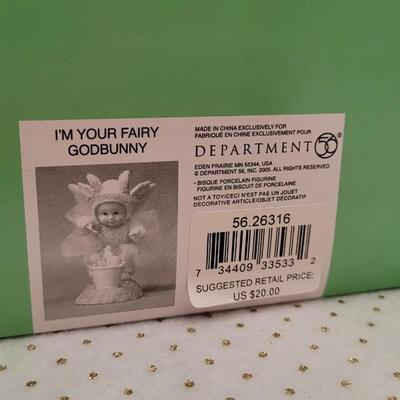 I'M YOUR FAIRY
GODBUNNY
MADE IN CHINA EXCLUSIVELY FOR
FABRIQUÉ EN CHINE EXCLUSIVEMENT POUR
DEPARTMENT 56®
EDEN PRAIRIE MN 55344, USA
© DEPARTMENT 56, INC. 2005. ALL RIGHTS RESERVED.
* BISQUE PORCELAIN FIGURINE
FIGURINE EN BISCUIT DE PORCELAINE
NOT A TOY/CECI N'EST PAS UN JOUET
DECORATIVE ARTICLE/OBJET DÉCORATIF
56.26316
7 34409 33533 2
SUGGESTED RETAIL PRICE:
US $20.00